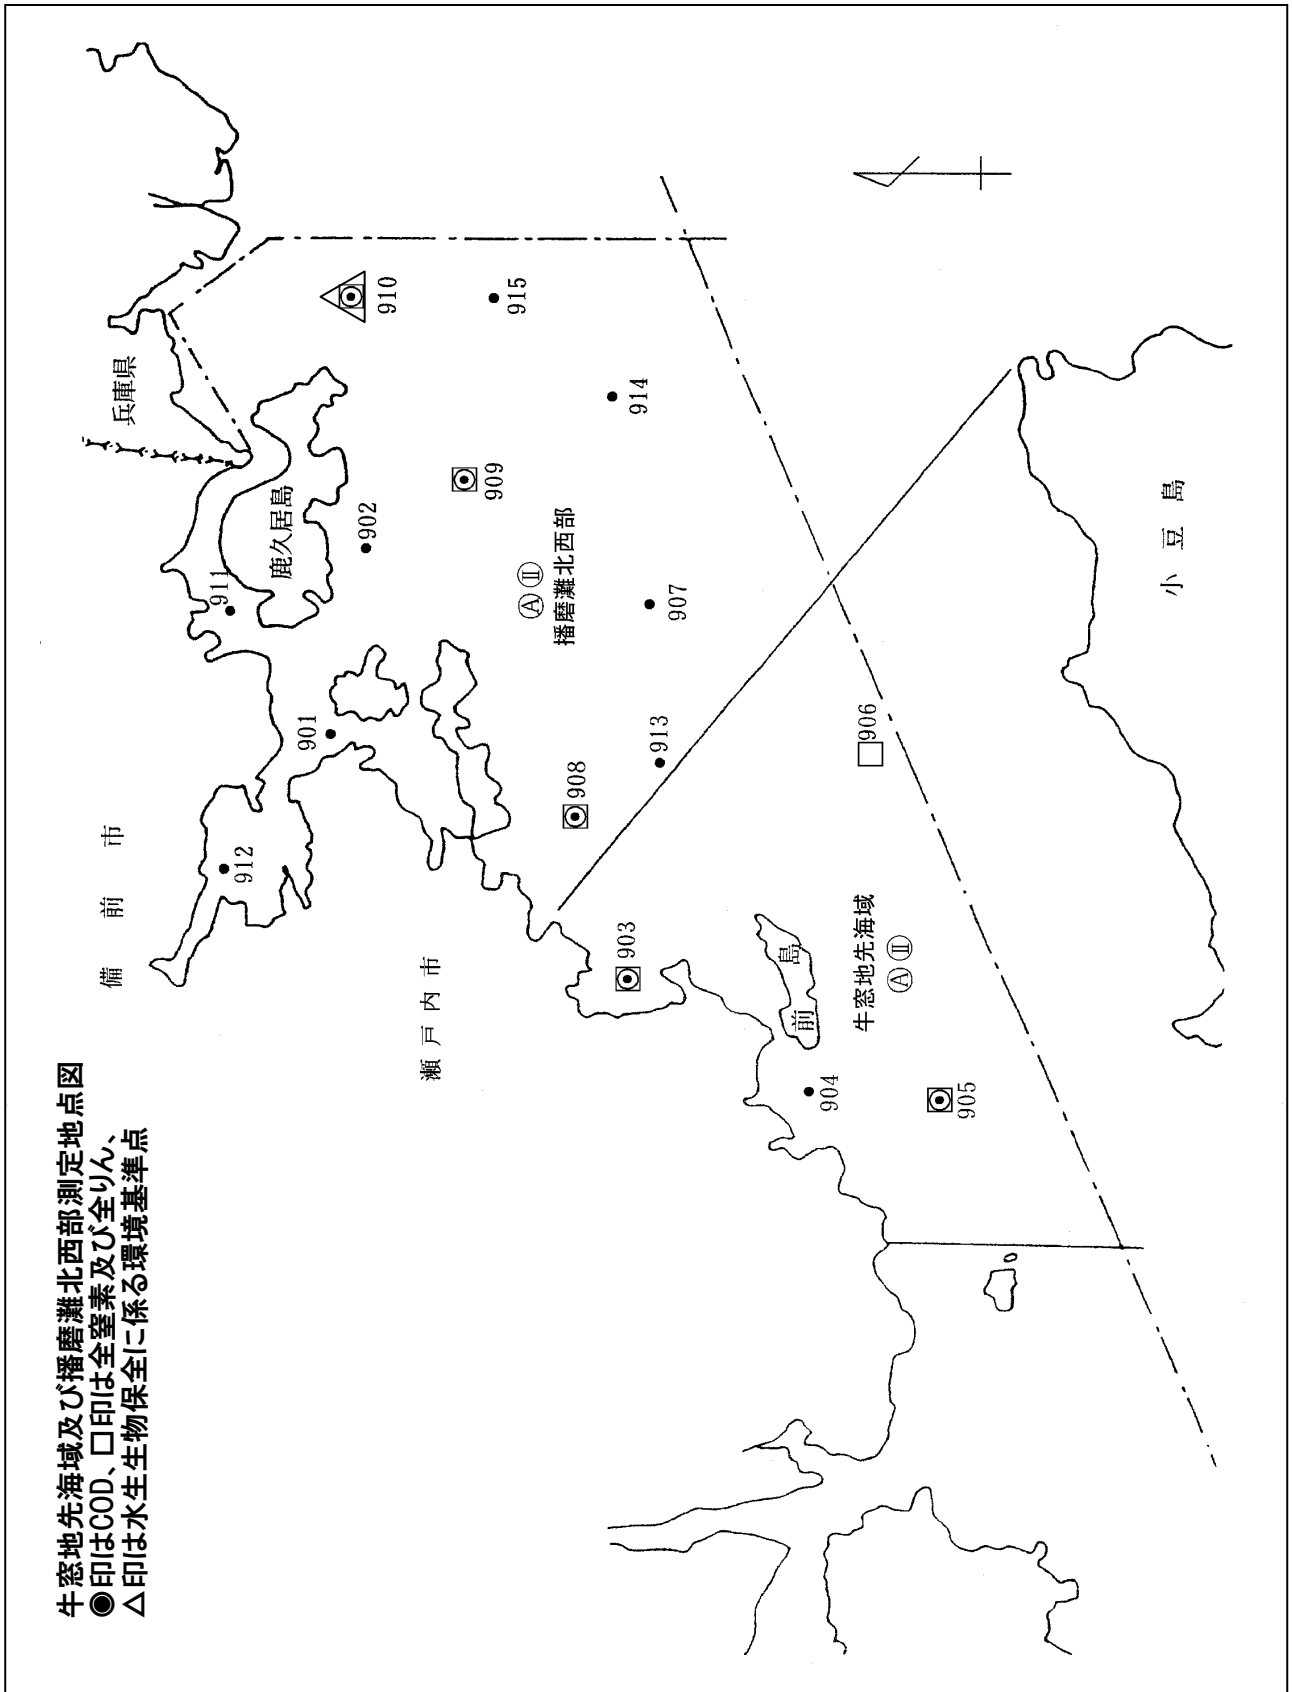 牛窓地先海域及び播磨灘北西部測定地点図
◉印はCOD、□印は全窒素及び全りん、
△印は水生生物保全に係る環境基準点
備前市
兵庫県
瀬戸内市
鹿久居島
播磨灘北西部
Ⓐ Ⅱ
牛窓地先海域
Ⓐ Ⅱ
前島
小豆島
901
902
903
904
905
906
907
908
909
910
911
912
913
914
915